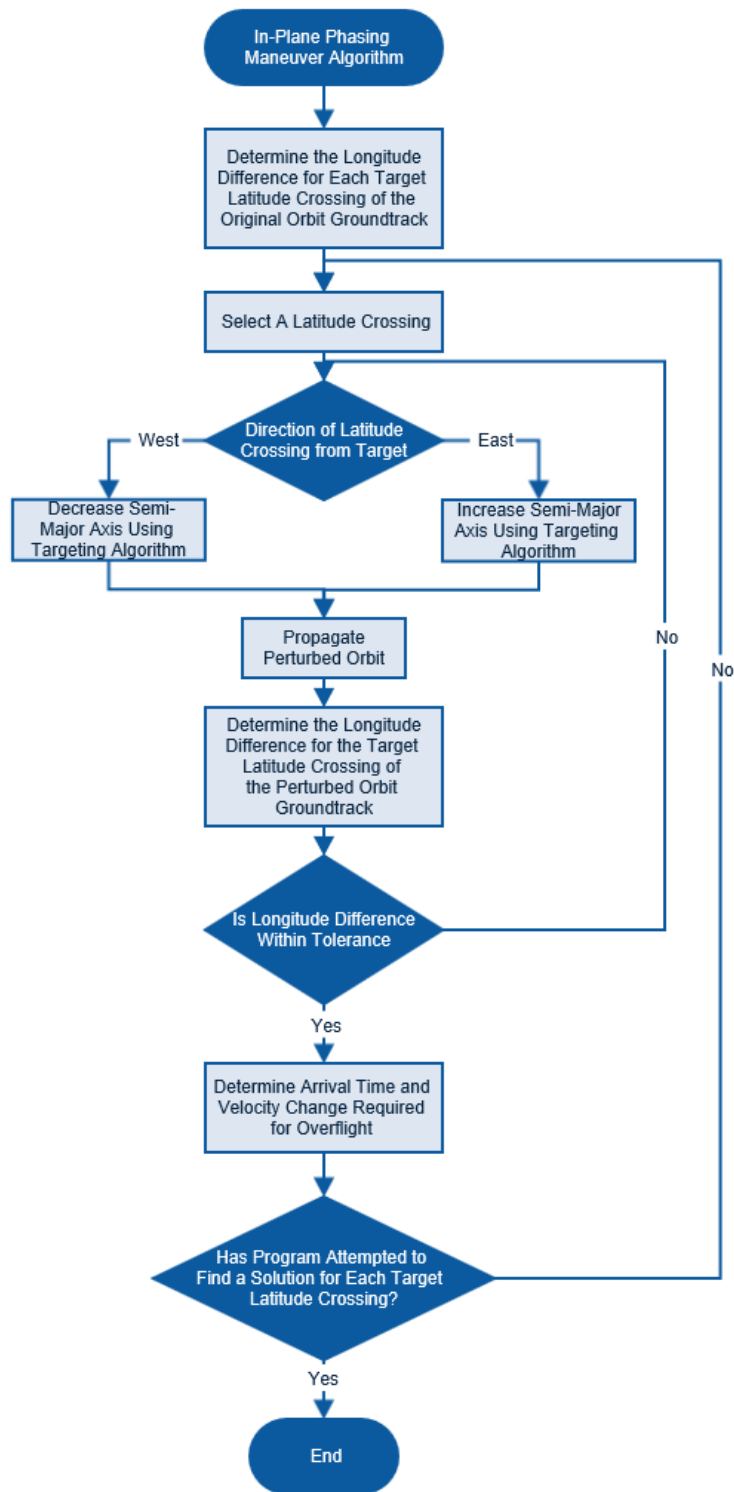 In-Plane Phasing
Maneuver Algorithm
Determine the Longitude
Difference for Each Target
Latitude Crossing of the
Original Orbit Groundtrack
Select A Latitude Crossing
Direction of Latitude
Crossing from Target
West
East
Decrease Semi-
Major Axis Using
Targeting Algorithm
Increase Semi-Major
Axis Using Targeting
Algorithm
Propagate
Perturbed Orbit
No
No
Determine the Longitude
Difference for the Target
Latitude Crossing of
the Perturbed Orbit
Groundtrack
Is Longitude Difference
Within Tolerance
Yes
Determine Arrival Time and
Velocity Change Required
for Overflight
Has Program Attempted to
Find a Solution for Each Target
Latitude Crossing?
Yes
End